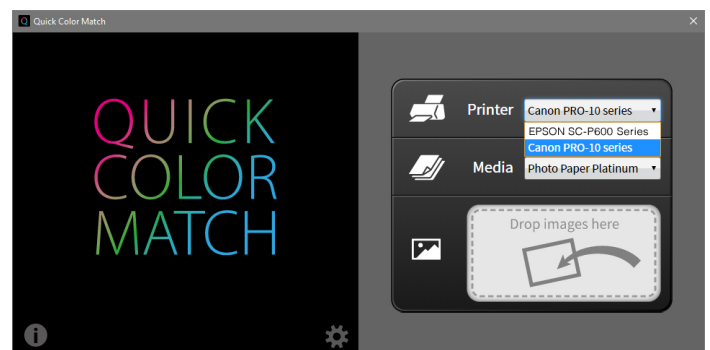 Q Quick Color Match
QUICK
COLOR
MATCH
Printer Canon PRO-10 series
EPSON SC-P600 Series
Canon PRO-10 series
Media Photo Paper Platinum
Drop images here